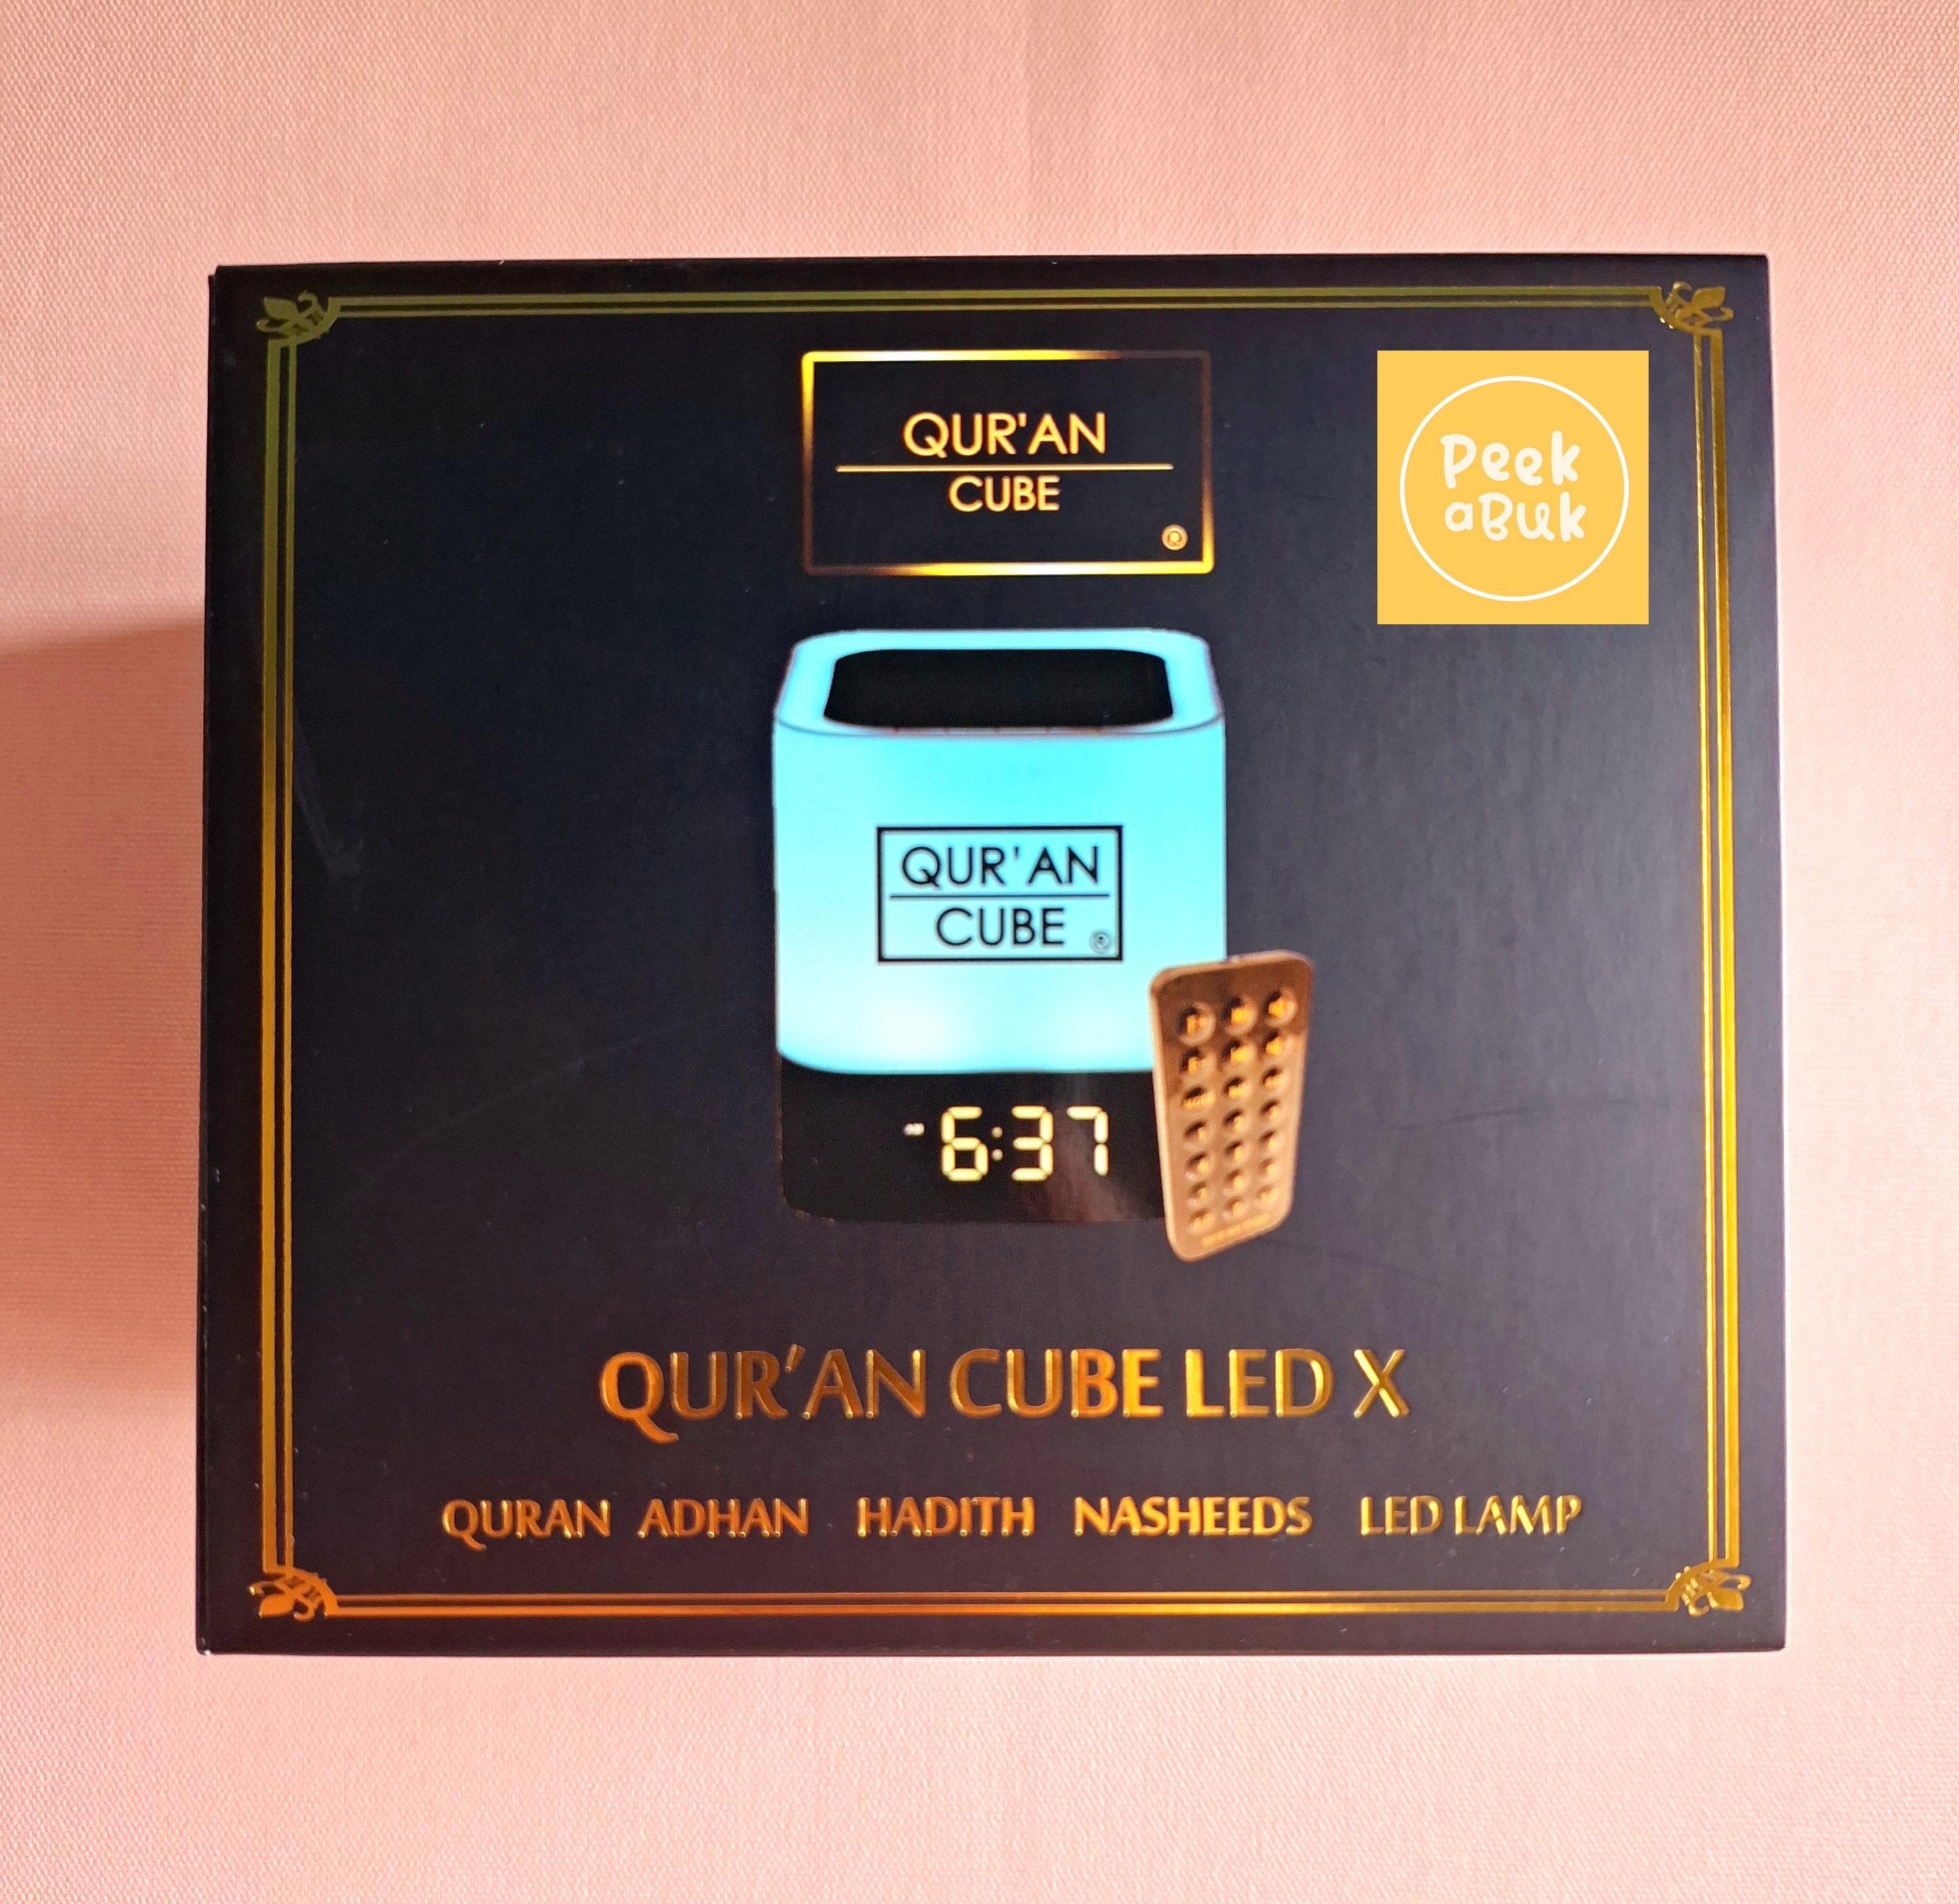 QUR'AN
CUBE
®
Peek
aBuk
QUR'AN
CUBE
®
6:37
QUR'AN CUBE LED X
QURAN ADHAN HADITH NASHEEDS LED LAMP